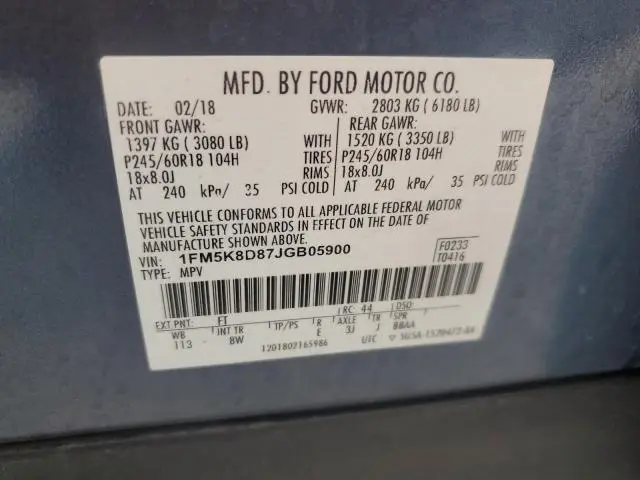 MFD. BY FORD MOTOR CO.
DATE: 02/18 GVWR: 2803 KG ( 6180 LB)
FRONT GAWR: REAR GAWR:
1397 KG ( 3080 LB) WITH 1520 KG ( 3350 LB) WITH
P245/60R18 104H TIRES P245/60R18 104H TIRES
18x8.0J RIMS 18x8.0J RIMS
AT 240 kPa/ 35 PSI COLD AT 240 kPa/ 35 PSI COLD
THIS VEHICLE CONFORMS TO ALL APPLICABLE FEDERAL MOTOR
VEHICLE SAFETY STANDARDS IN EFFECT ON THE DATE OF
MANUFACTURE SHOWN ABOVE.
VIN: 1FM5K8D87JGB05900 F0233
TYPE: MPV T0416
EXT PNT: FT RC: 44 DSO:
WB INT TR TP/PS R AXLE TR SPR
113 8W E 3J J BBAA
1201802165986 UTC